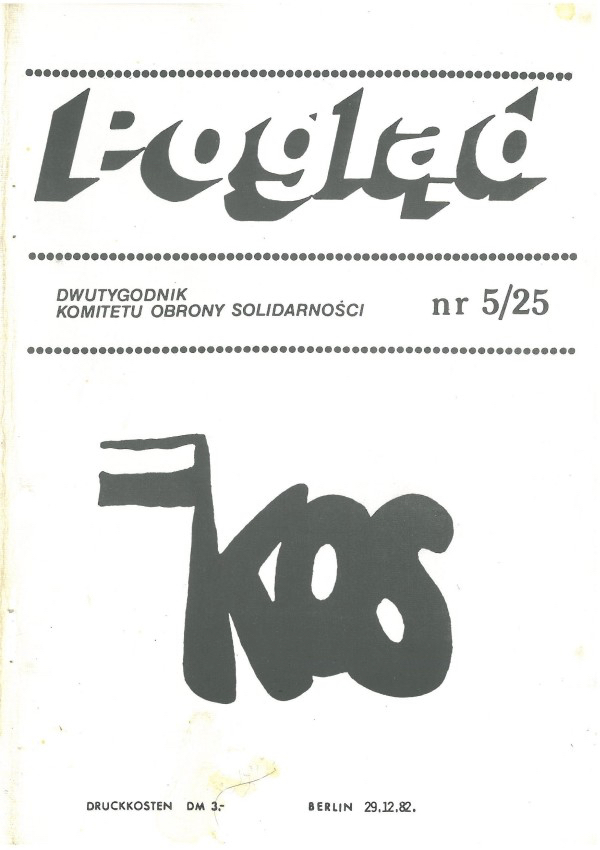 Pogląd
DWUTYGODNIK
KOMITETU OBRONY SOLIDARNOŚCI
nr 5/25
KOS
DRUCKKOSTEN DM 3,-
BERLIN 29.12.82.